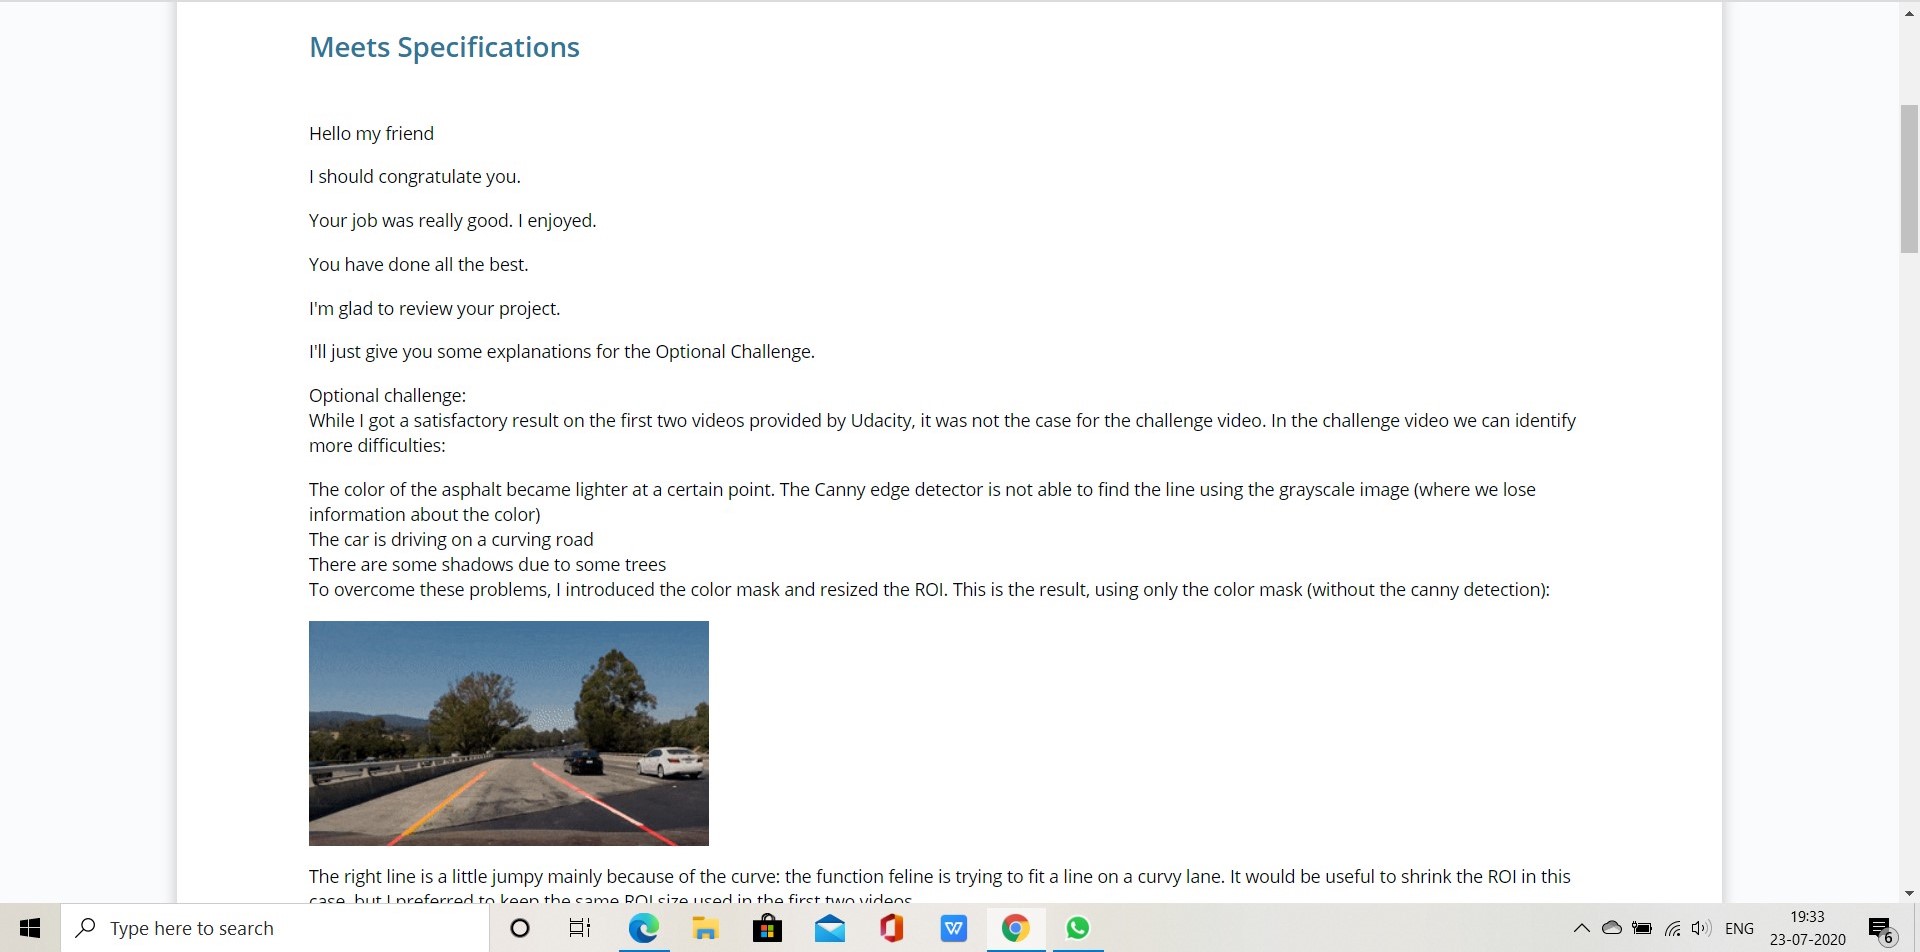 Meets Specifications
Hello my friend
I should congratulate you.
Your job was really good. I enjoyed.
You have done all the best.
I'm glad to review your project.
I'll just give you some explanations for the Optional Challenge.
Optional challenge:
While I got a satisfactory result on the first two videos provided by Udacity, it was not the case for the challenge video. In the challenge video we can identify
more difficulties:
The color of the asphalt became lighter at a certain point. The Canny edge detector is not able to find the line using the grayscale image (where we lose
information about the color)
The car is driving on a curving road
There are some shadows due to some trees
To overcome these problems, I introduced the color mask and resized the ROI. This is the result, using only the color mask (without the canny detection):
The right line is a little jumpy mainly because of the curve: the function feline is trying to fit a line on a curvy lane. It would be useful to shrink the ROI in this
case, but I preferred to keep the same ROI size used in the first two videos
Type here to search
W
ENG
19:33
23-07-2020
6